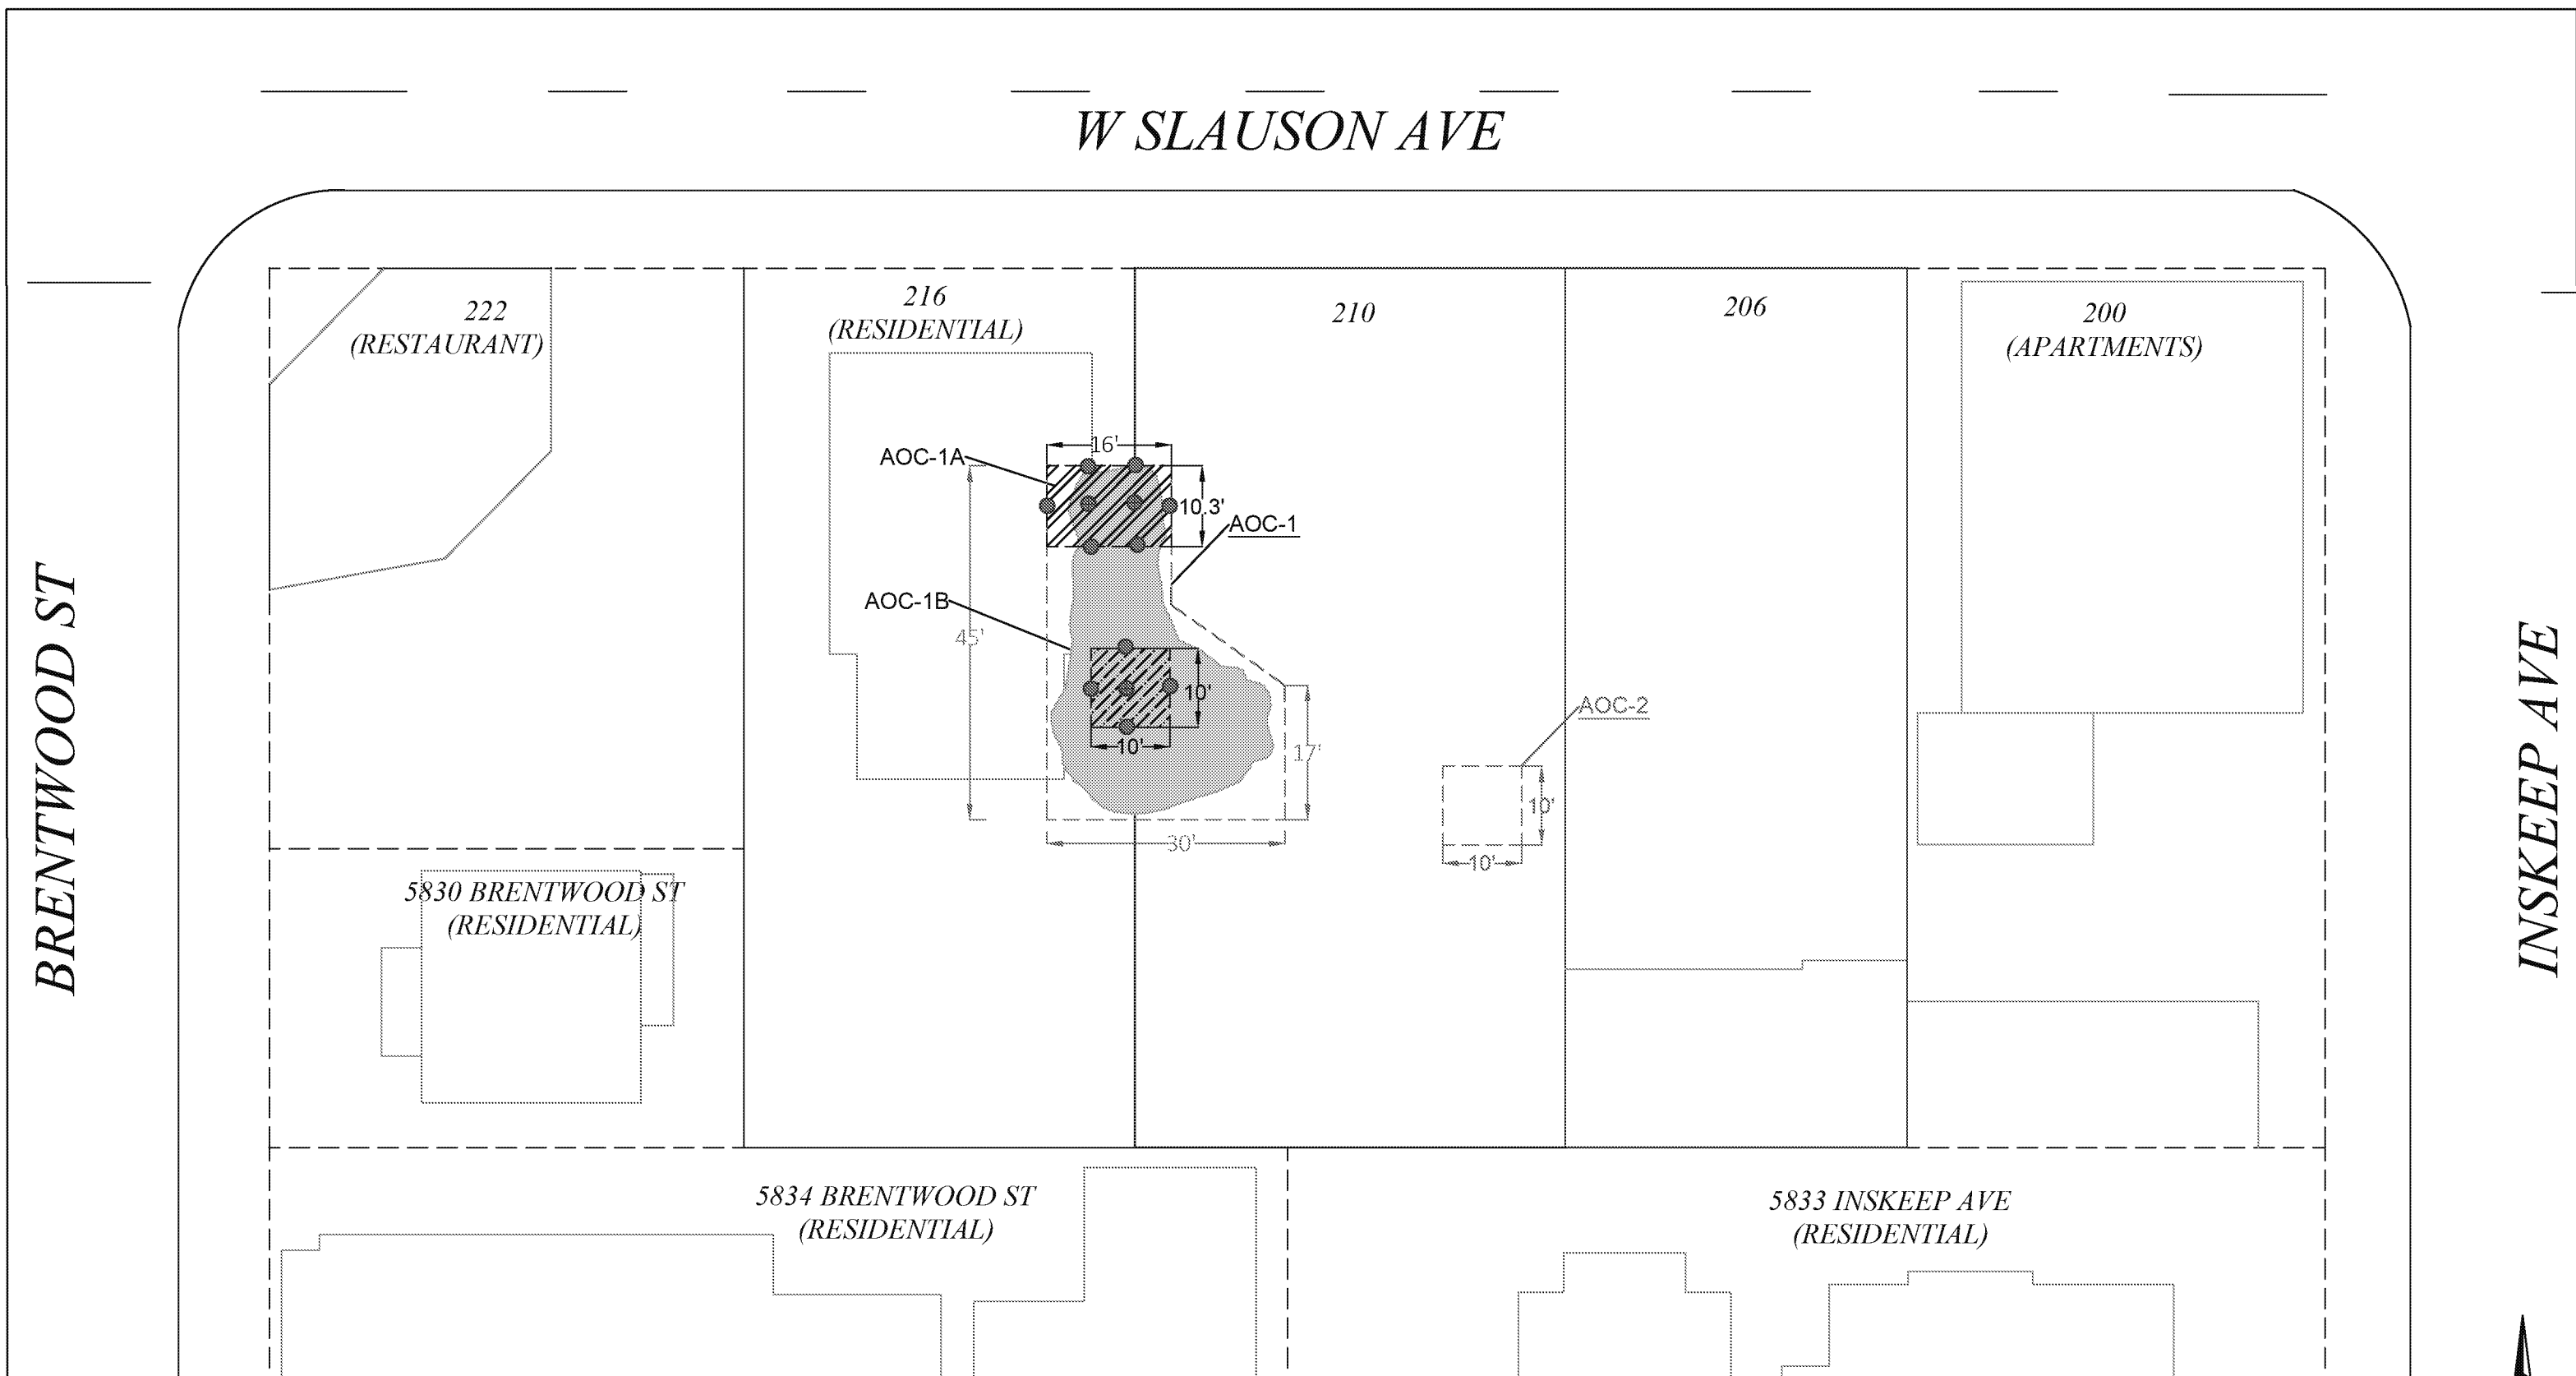 W SLAUSON AVE
BRENTWOOD ST
INSKEEP AVE
222
(RESTAURANT)
216
(RESIDENTIAL)
210
206
200
(APARTMENTS)
16'
AOC-1A
10.3'
AOC-1
AOC-1B
45'
10'
10'
17'
30'
AOC-2
10'
10'
5830 BRENTWOOD ST
(RESIDENTIAL)
5834 BRENTWOOD ST
(RESIDENTIAL)
5833 INSKEEP AVE
(RESIDENTIAL)